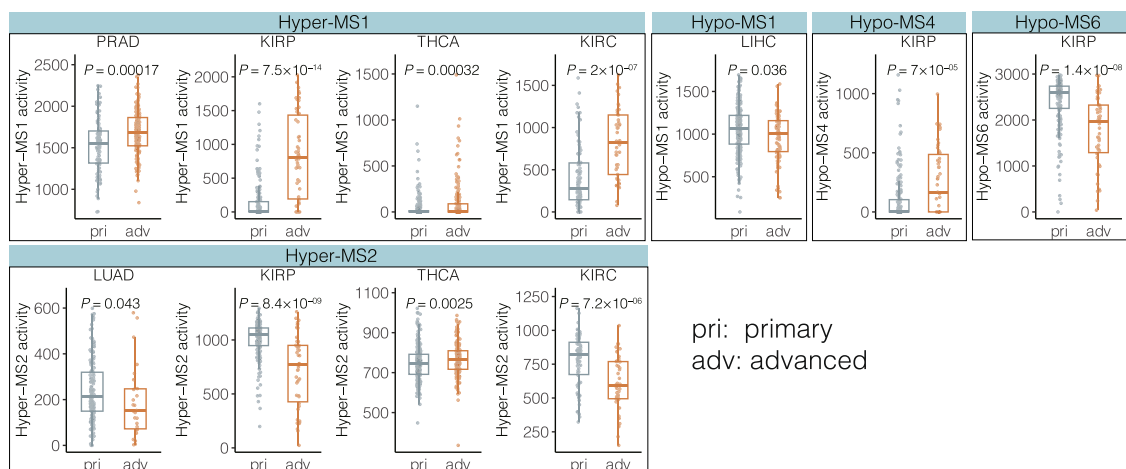 Hyper-MS1
Hypo-MS1
Hypo-MS4
Hypo-MS6
PRAD
P = 0.00017
Hyper–MS1 activity
2500
2000
1500
1000
pri adv
KIRP
P = 7.5×10⁻¹⁴
Hyper–MS1 activity
2000
1500
1000
500
0
pri adv
THCA
P = 0.00032
Hyper–MS1 activity
1500
1000
500
0
pri adv
KIRC
P = 2×10⁻⁰⁷
Hyper–MS1 activity
1500
1000
500
0
pri adv
LIHC
P = 0.036
Hypo–MS1 activity
1500
1000
500
pri adv
KIRP
P = 7×10⁻⁰⁵
Hypo–MS4 activity
1000
500
0
pri adv
KIRP
P = 1.4×10⁻⁰⁸
Hypo–MS6 activity
3000
2000
1000
0
pri adv
Hyper-MS2
LUAD
P = 0.043
Hyper–MS2 activity
600
400
200
0
pri adv
KIRP
P = 8.4×10⁻⁰⁹
Hyper–MS2 activity
1000
500
0
pri adv
THCA
P = 0.0025
Hyper–MS2 activity
1100
900
700
500
pri adv
KIRC
P = 7.2×10⁻⁰⁶
Hyper–MS2 activity
1250
1000
750
500
250
pri adv
pri: primary
adv: advanced